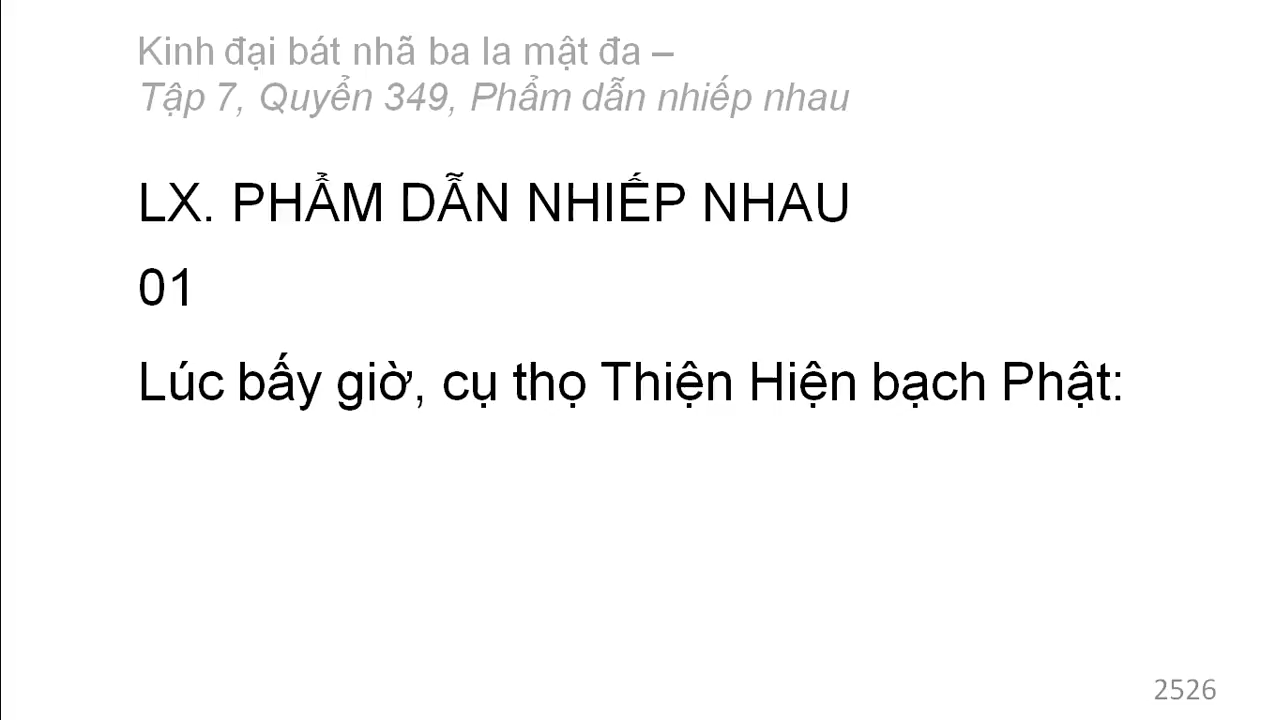 Kinh đại bát nhã ba la mật đa –
Tập 7, Quyển 349, Phẩm dẫn nhiếp nhau
LX. PHẨM DẪN NHIẾP NHAU
01
Lúc bấy giờ, cụ thọ Thiện Hiện bạch Phật:
2526